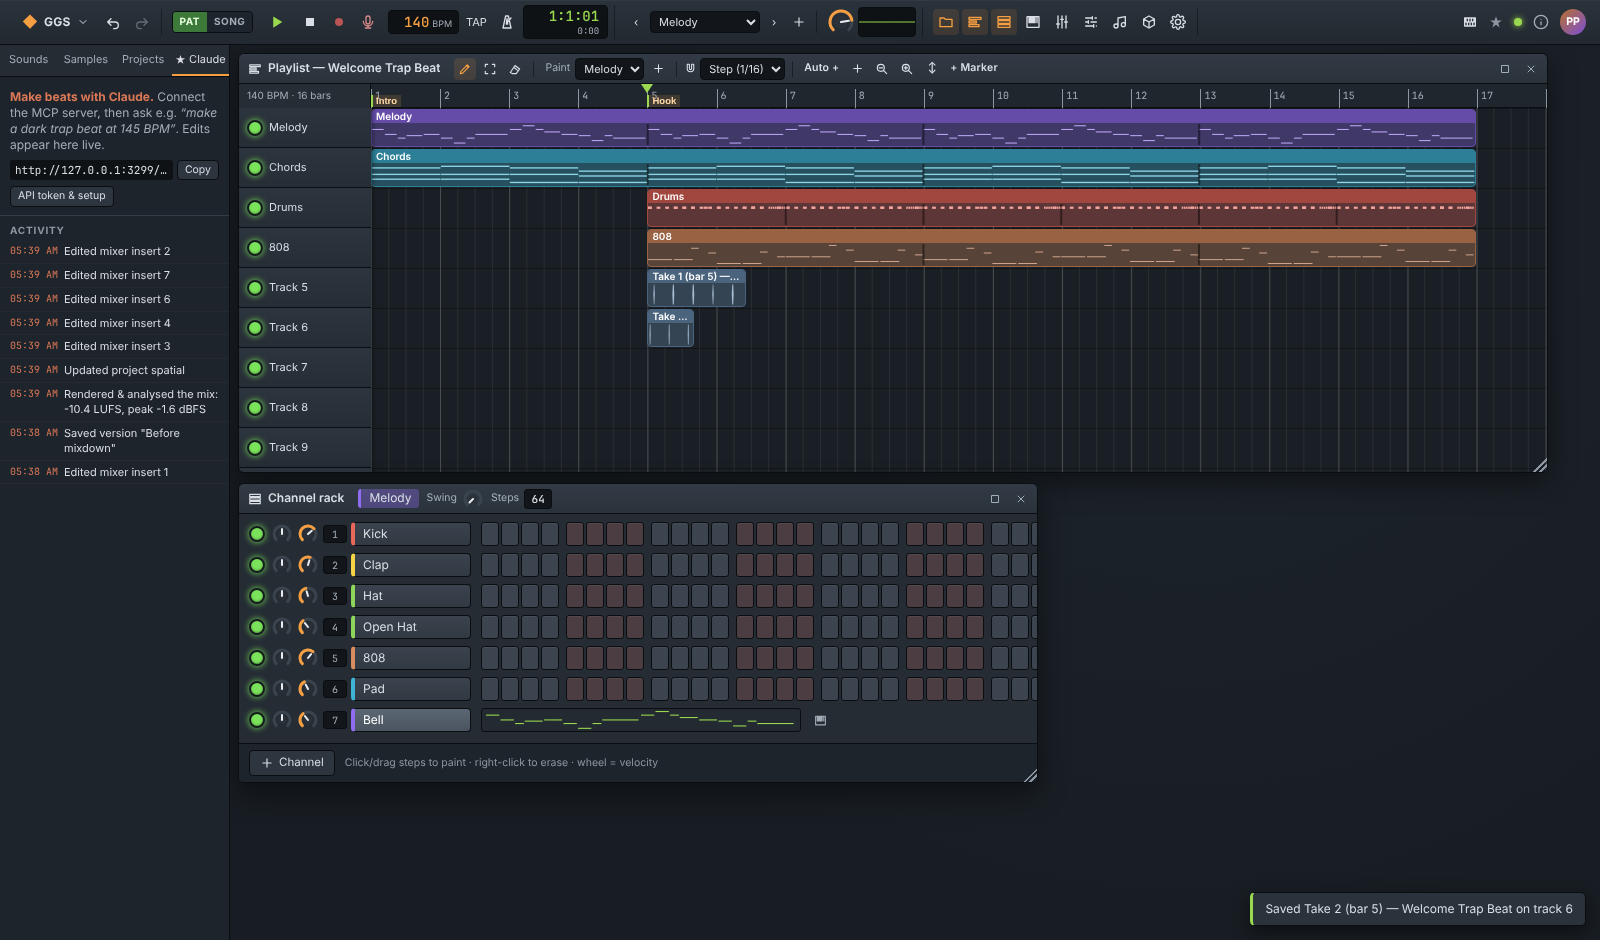 GGS
PAT SONG
140 BPM TAP
1:1:01
0:00
Melody
PP
Sounds Samples Projects ★ Claude
Make beats with Claude. Connect
the MCP server, then ask e.g. “make
a dark trap beat at 145 BPM”. Edits
appear here live.
http://127.0.0.1:3299/… Copy
API token & setup
ACTIVITY
05:39 AM Edited mixer insert 2
05:39 AM Edited mixer insert 7
05:39 AM Edited mixer insert 6
05:39 AM Edited mixer insert 4
05:39 AM Edited mixer insert 3
05:39 AM Updated project spatial
05:39 AM Rendered & analysed the mix:
-10.4 LUFS, peak -1.6 dBFS
05:38 AM Saved version "Before
mixdown"
05:38 AM Edited mixer insert 1
Playlist — Welcome Trap Beat
Paint Melody
Step (1/16)
Auto +
+ Marker
140 BPM · 16 bars
1 2 3 4 5 6 7 8 9 10 11 12 13 14 15 16 17
Intro Hook
Melody
Melody
Chords
Chords
Drums
Drums
808
808
Track 5
Take 1 (bar 5) —…
Track 6
Take …
Track 7
Track 8
Track 9
Channel rack Melody Swing Steps 64
1 Kick
2 Clap
3 Hat
4 Open Hat
5 808
6 Pad
7 Bell
+ Channel
Click/drag steps to paint · right-click to erase · wheel = velocity
Saved Take 2 (bar 5) — Welcome Trap Beat on track 6